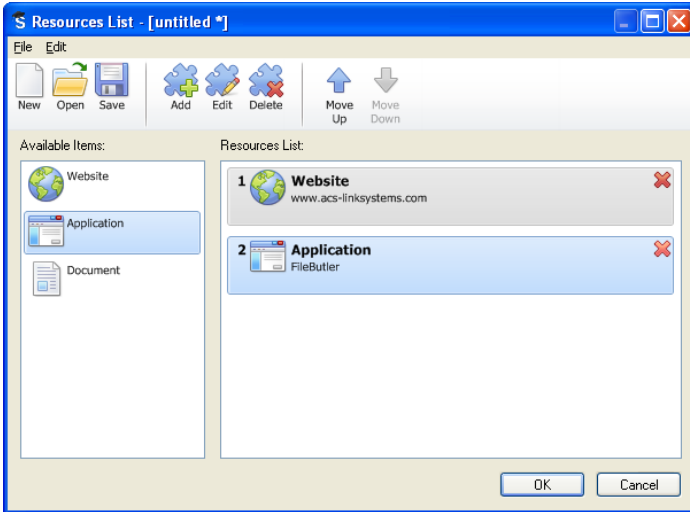 Resources List - [untitled *]
File Edit
New Open Save Add Edit Delete Move Up Move Down
Available Items:
Resources List:
Website
Application
Document
1 Website
www.acs-linksystems.com
2 Application
FileButler
OK Cancel